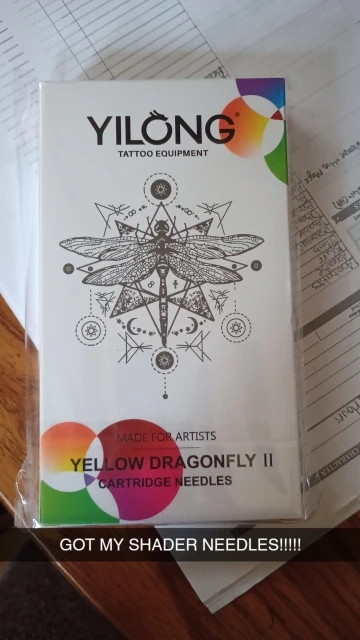 YILONG®
TATTOO EQUIPMENT
MADE FOR ARTISTS
YELLOW DRAGONFLY II
CARTRIDGE NEEDLES
GOT MY SHADER NEEDLES!!!!!